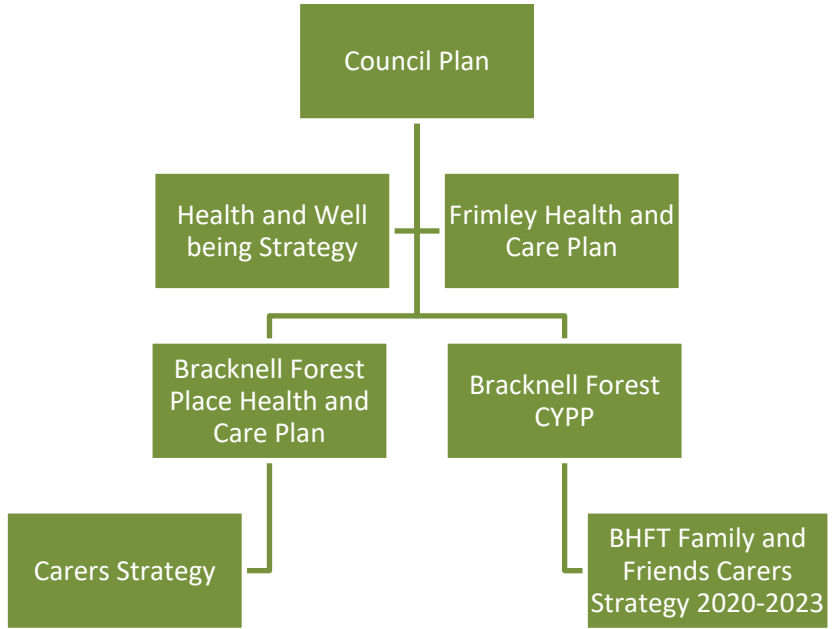 Council Plan
Health and Well
being Strategy
Frimley Health and
Care Plan
Bracknell Forest
Place Health and
Care Plan
Bracknell Forest
CYPP
Carers Strategy
BHFT Family and
Friends Carers
Strategy 2020-2023